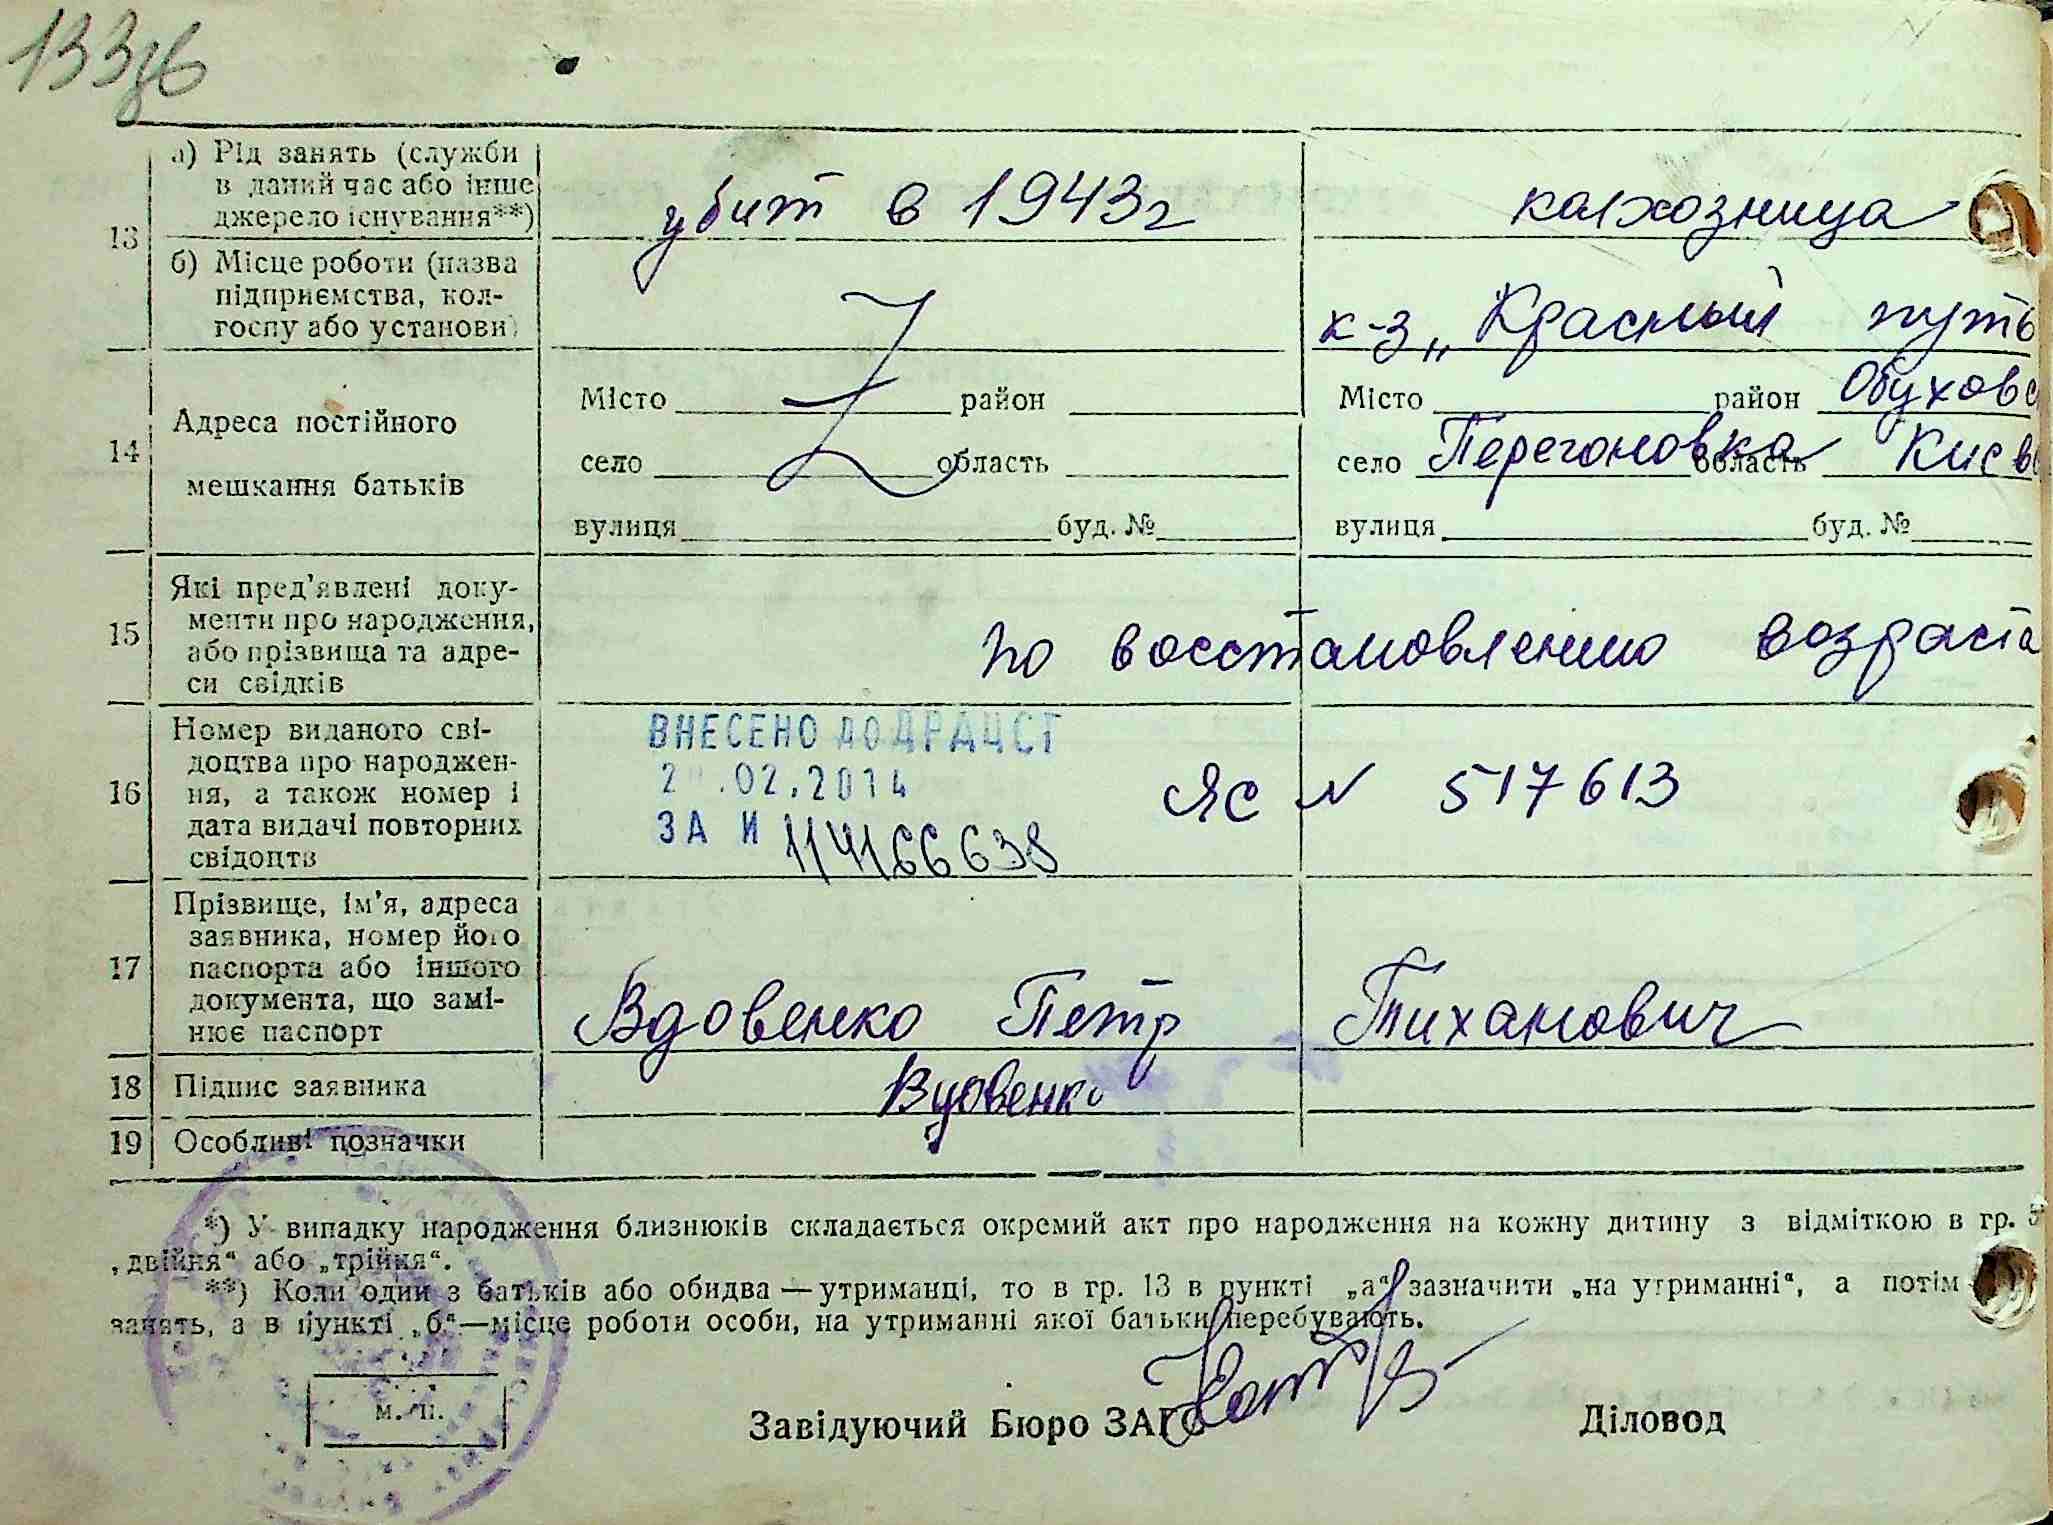 133 зв
а) Рід занять (служби
в даний час або інше
джерело існування**)
убит в 1943г
колхозница
13
б) Місце роботи (назва
підприємства, кол-
госпу або установи)
к-з „Красный путь
14
Адреса постійного
мешкання батьків
Місто район
село область
вулиця буд. №
Місто район Обуховс
село Перегоновка область Києв
вулиця буд. №
15
Які пред'явлені доку-
менти про народження,
або прізвища та адре-
си свідків
по восстановлению возраста
16
Номер виданого сві-
доцтва про народжен-
ня, а також номер і
дата видачі повторних
свідоцтв
ВНЕСЕНО ДО ДРАЦСГ
.02.2014
ЗА №
ЯС № 517613
17
Прізвище, ім'я, адреса
заявника, номер його
паспорта або іншого
документа, що замі-
нює паспорт
Вдовенко Петр Тиханович
18 Підпис заявника
Вдовенко
19 Особливі позначки
*) У випадку народження близнюків складається окремий акт про народження на кожну дитину з відміткою в гр. 5
„двійня“ або „трійня“.
**) Коли один з батьків або обидва — утриманці, то в гр. 13 в пункті „а“ зазначити „на утриманні“, а потім
занять, а в пункті „б“—місце роботи особи, на утриманні якої батьки перебувають.
м. п.
Завідуючий Бюро ЗАГС
Діловод